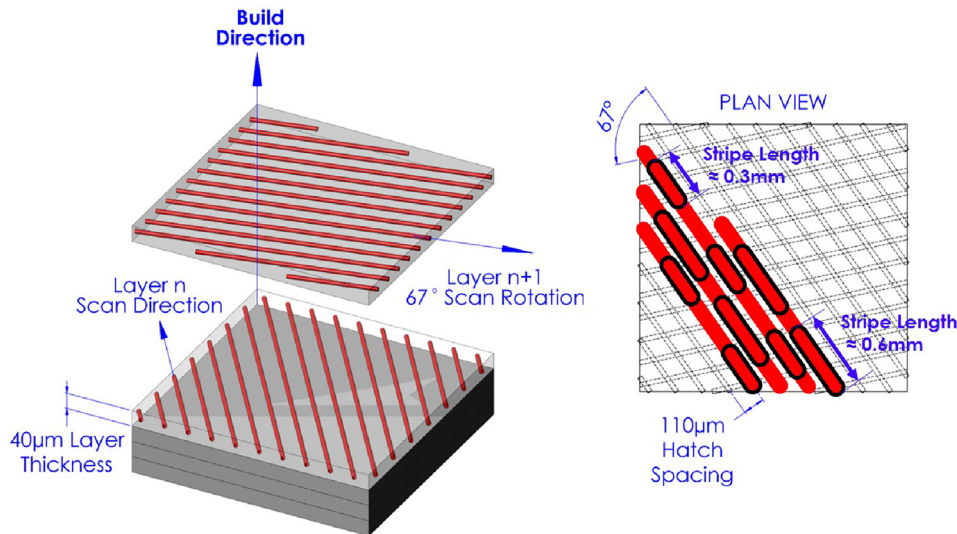 Build
Direction
Layer n+1
67° Scan Rotation
Layer n
Scan Direction
40µm Layer
Thickness
PLAN VIEW
67°
Stripe Length
≈ 0.3mm
Stripe Length
≈ 0.6mm
110µm
Hatch
Spacing